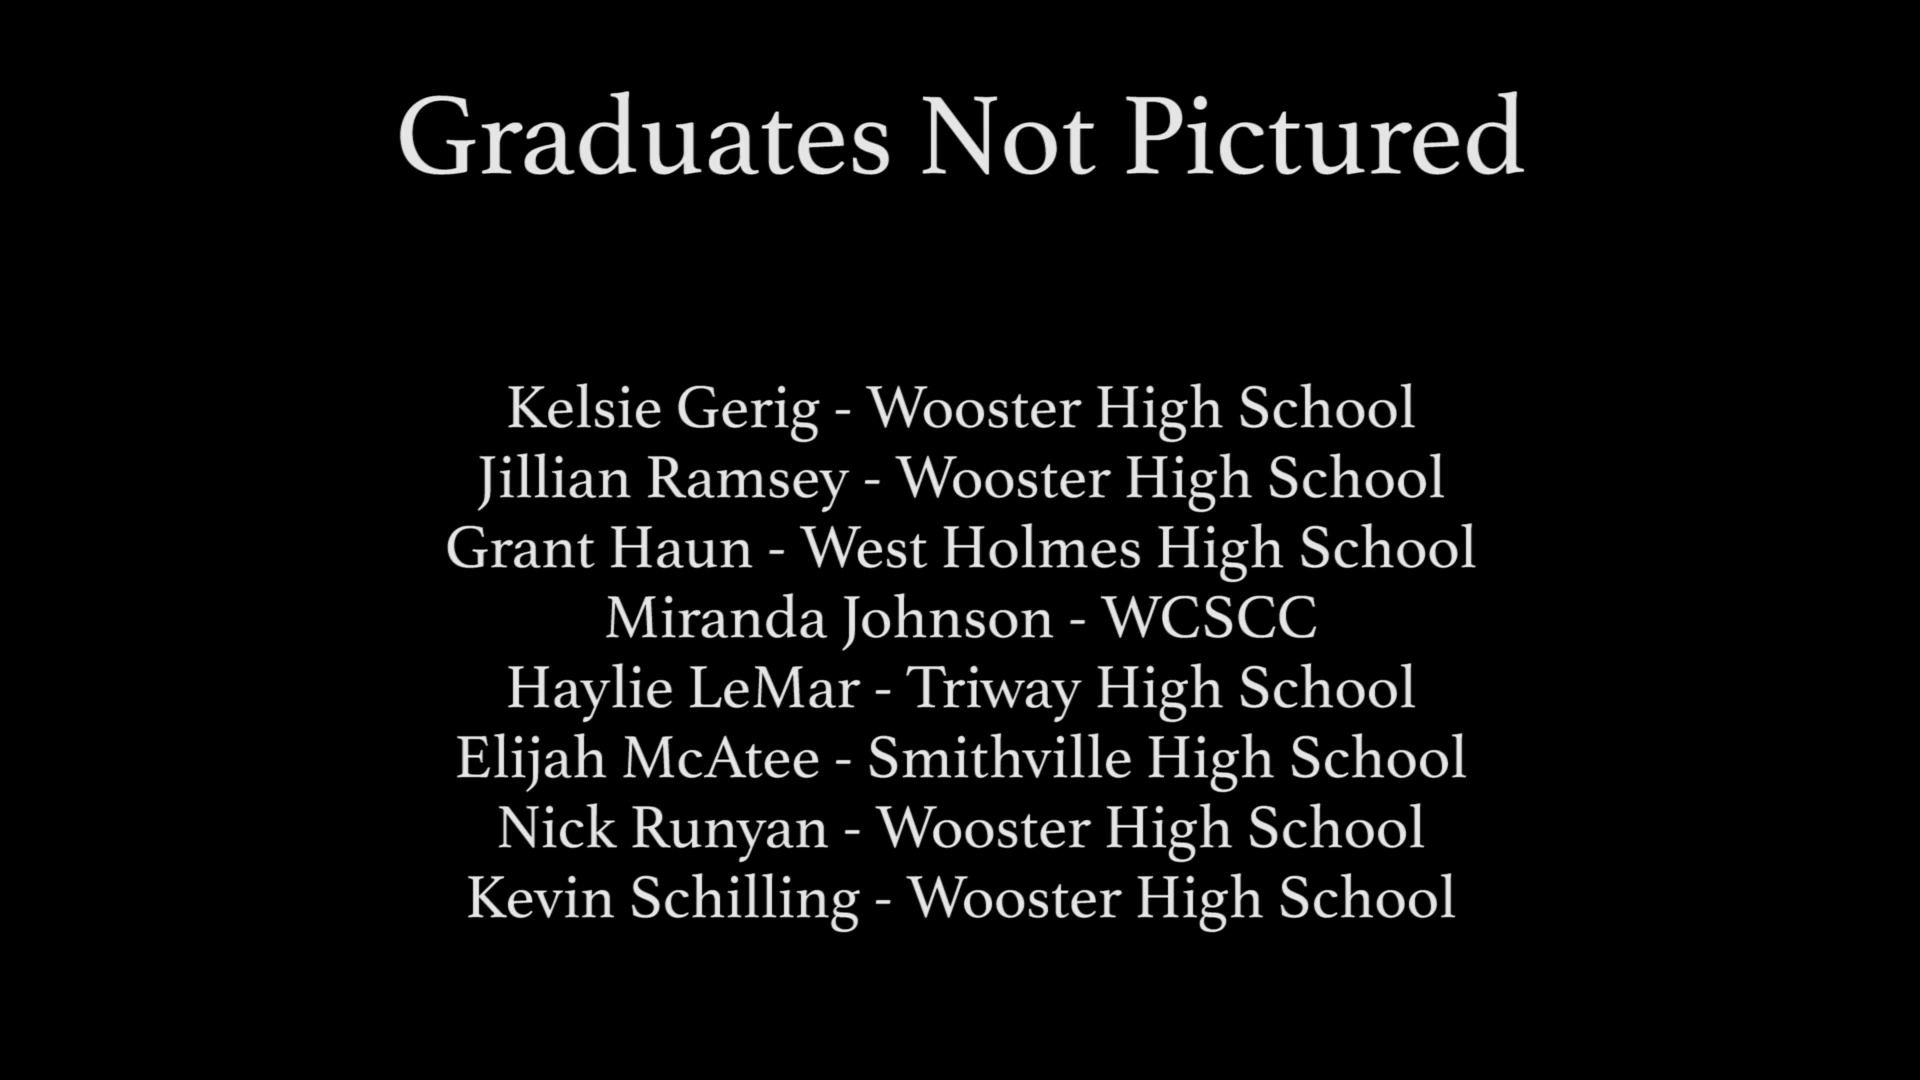 Graduates Not Pictured
Kelsie Gerig - Wooster High School
Jillian Ramsey - Wooster High School
Grant Haun - West Holmes High School
Miranda Johnson - WCSCC
Haylie LeMar - Triway High School
Elijah McAtee - Smithville High School
Nick Runyan - Wooster High School
Kevin Schilling - Wooster High School